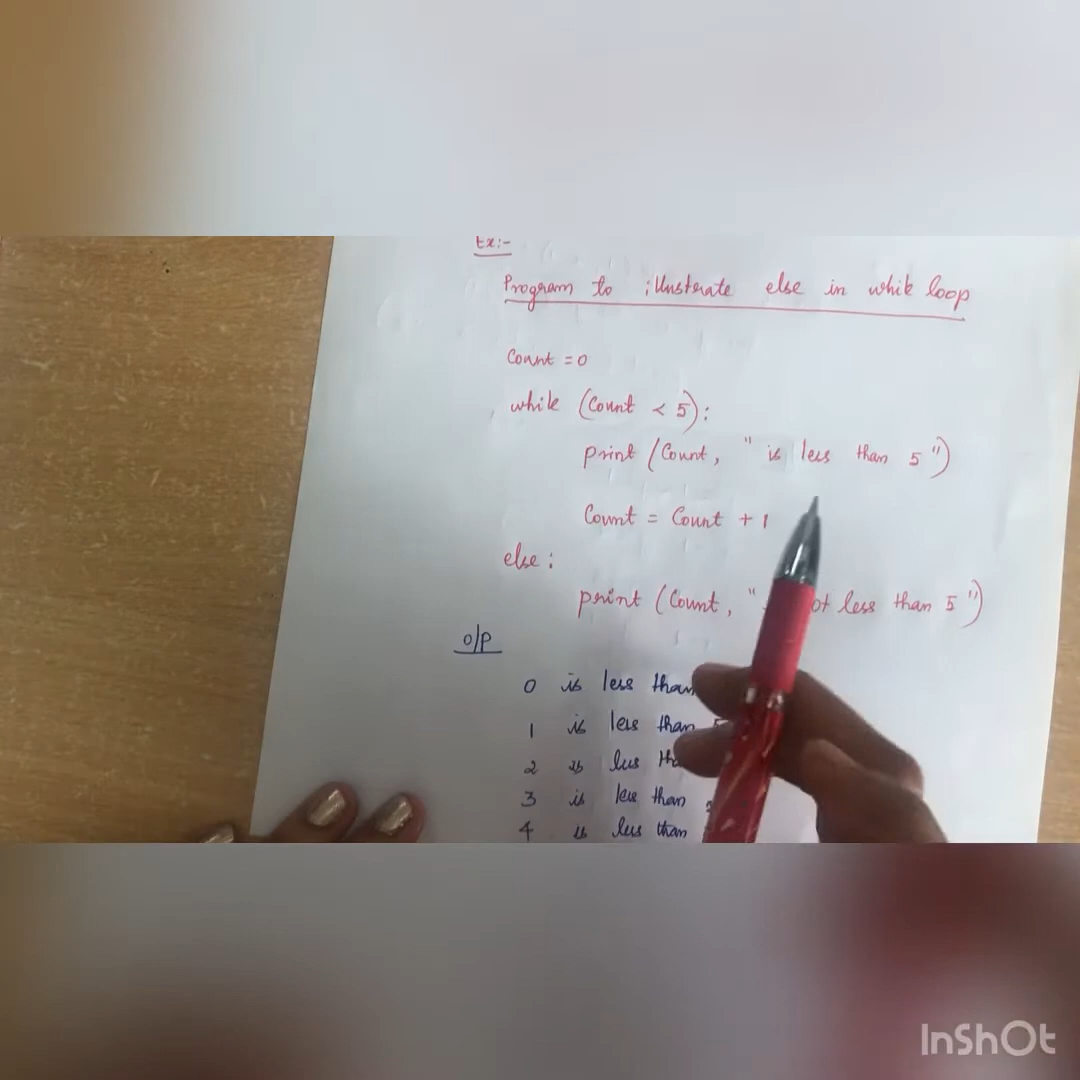 Ex:-
Program to illustrate else in while loop
Count = 0
while (Count < 5):
print (Count, " is less than 5 ")
Count = Count + 1
else :
print (Count, " less than 5 ")
o/p
0 is less than
1 is less than 5
2 is less
3 is less than
4 is less than
InShOt